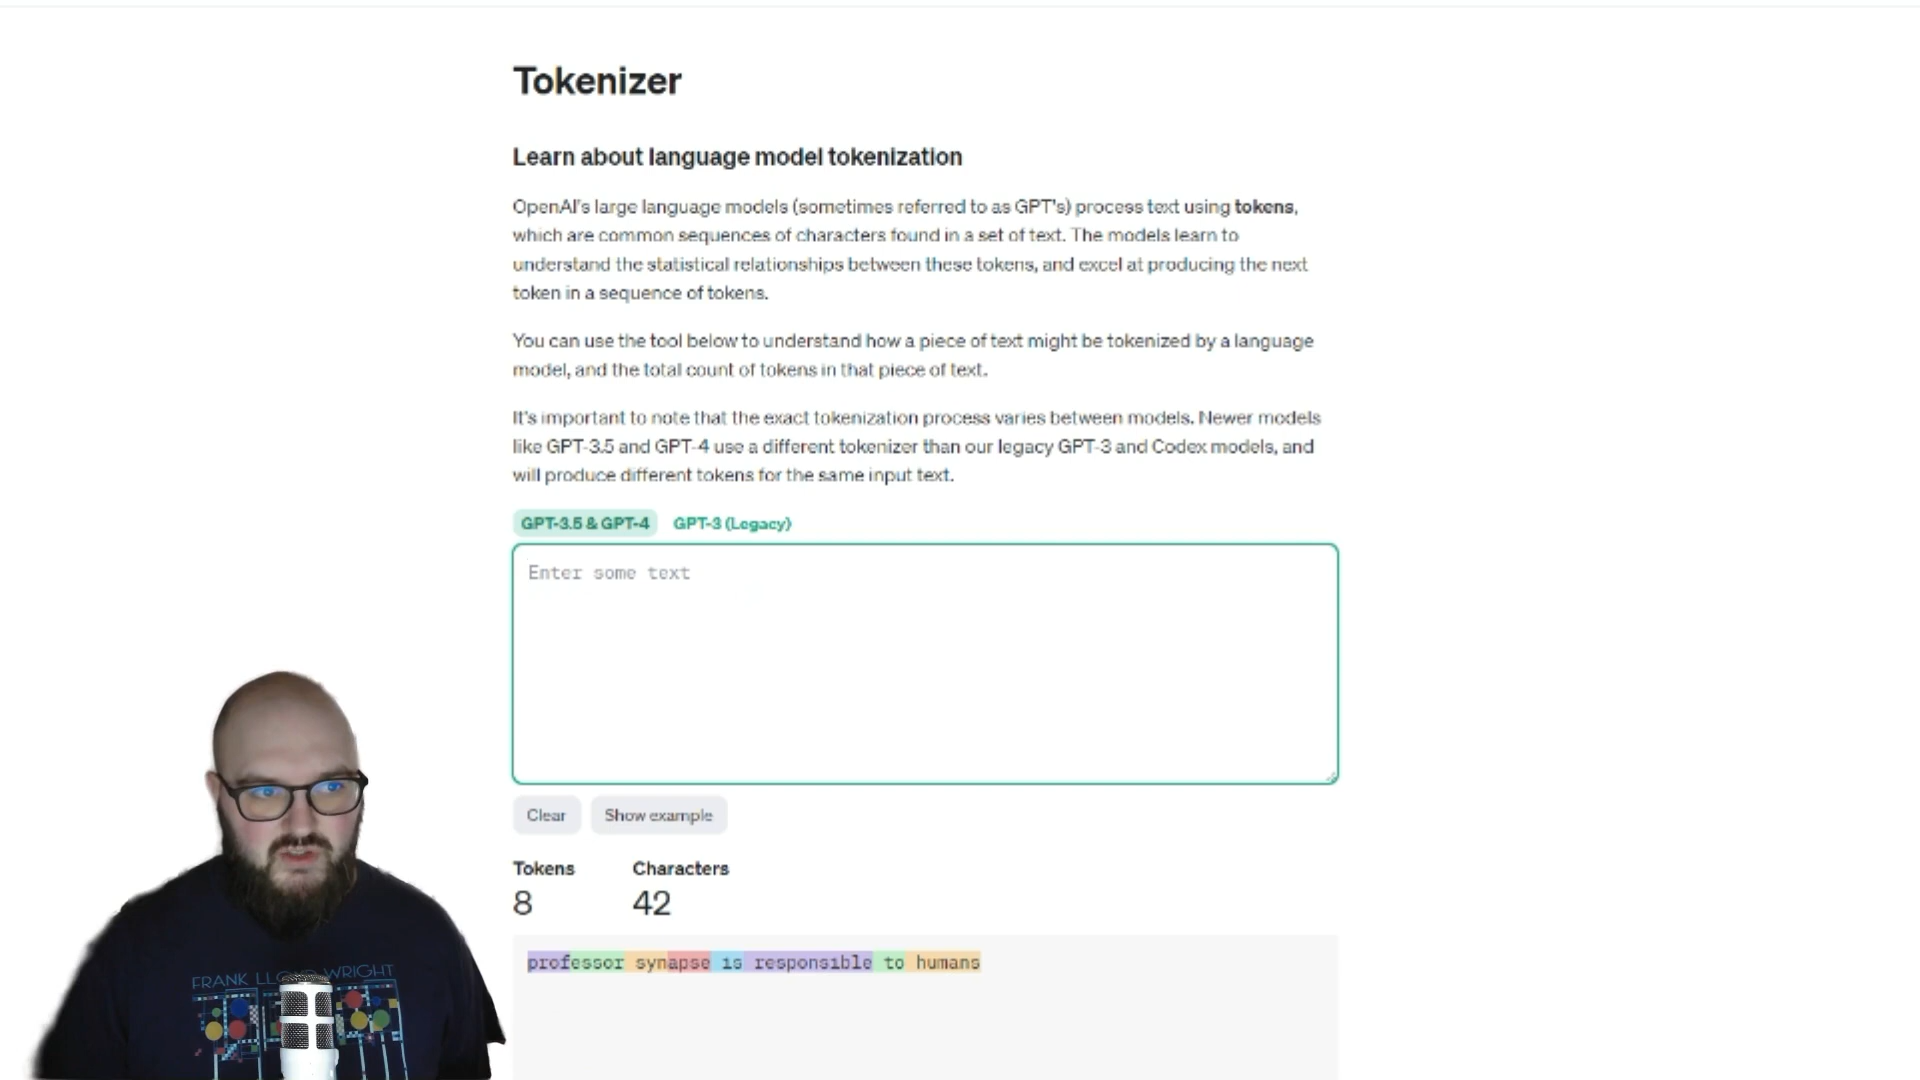 Tokenizer
Learn about language model tokenization
OpenAI's large language models (sometimes referred to as GPT's) process text using tokens,
which are common sequences of characters found in a set of text. The models learn to
understand the statistical relationships between these tokens, and excel at producing the next
token in a sequence of tokens.
You can use the tool below to understand how a piece of text might be tokenized by a language
model, and the total count of tokens in that piece of text.
It's important to note that the exact tokenization process varies between models. Newer models
like GPT-3.5 and GPT-4 use a different tokenizer than our legacy GPT-3 and Codex models, and
will produce different tokens for the same input text.
GPT-3.5 & GPT-4 GPT-3 (Legacy)
Enter some text
Clear Show example
Tokens Characters
8 42
professor synapse is responsible to humans
FRANK WRIGHT